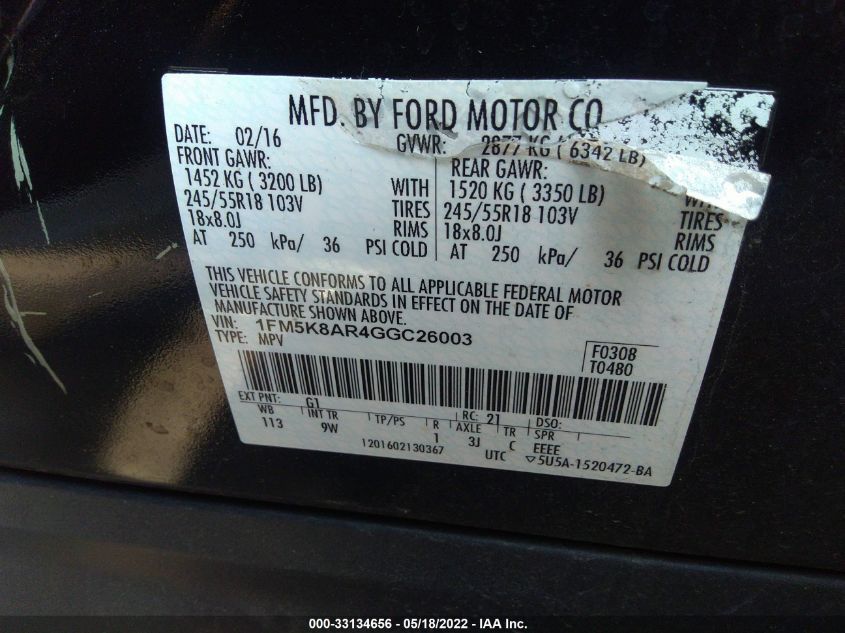 MFD. BY FORD MOTOR CO
DATE: 02/16 GVWR: 2877 KG ( 6342 LB)
FRONT GAWR: REAR GAWR:
1452 KG ( 3200 LB) WITH 1520 KG ( 3350 LB) WITH
245/55R18 103V TIRES 245/55R18 103V TIRES
18x8.0J RIMS 18x8.0J RIMS
AT 250 kPa/ 36 PSI COLD AT 250 kPa/ 36 PSI COLD
THIS VEHICLE CONFORMS TO ALL APPLICABLE FEDERAL MOTOR
VEHICLE SAFETY STANDARDS IN EFFECT ON THE DATE OF
MANUFACTURE SHOWN ABOVE.
VIN: 1FM5K8AR4GGC26003
TYPE: MPV
F0308
T0480
EXT PNT: G1 RC: 21 DSO:
WB INT TR TP/PS R AXLE TR SPR
113 9W 1 3J C EEEE
1201602130367 UTC ▽5U5A-1520472-BA
000-33134656 - 05/18/2022 - IAA Inc.